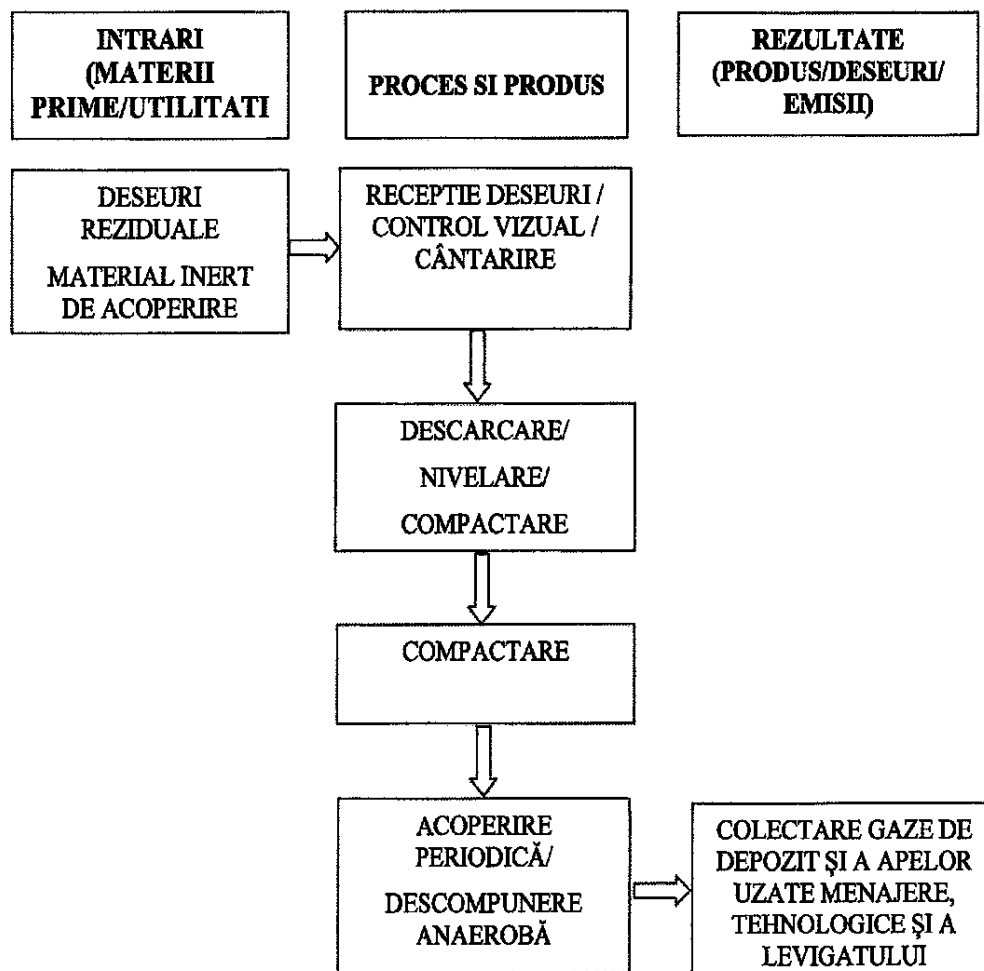 INTRARI
(MATERII
PRIME/UTILITATI
PROCES SI PRODUS
REZULTATE
(PRODUS/DESEURI/
EMISII)
DESEURI
REZIDUALE
MATERIAL INERT
DE ACOPERIRE
RECEPTIE DESEURI /
CONTROL VIZUAL /
CÂNTARIRE
DESCARCARE/
NIVELARE/
COMPACTARE
COMPACTARE
ACOPERIRE
PERIODICĂ/
DESCOMPUNERE
ANAEROBĂ
COLECTARE GAZE DE
DEPOZIT ŞI A APELOR
UZATE MENAJERE,
TEHNOLOGICE ŞI A
LEVIGATULUI